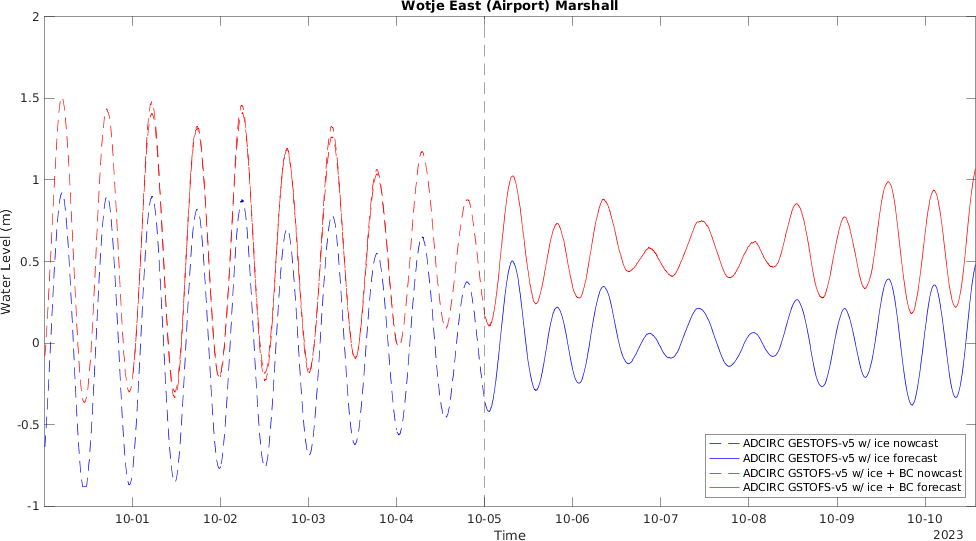 Wotje East (Airport) Marshall
2
1.5
1
0.5
0
-0.5
-1
Water Level (m)
10-01
10-02
10-03
10-04
10-05
10-06
10-07
10-08
10-09
10-10
Time
2023
ADCIRC GESTOFS-v5 w/ ice nowcast
ADCIRC GESTOFS-v5 w/ ice forecast
ADCIRC GSTOFS-v5 w/ ice + BC nowcast
ADCIRC GSTOFS-v5 w/ ice + BC forecast